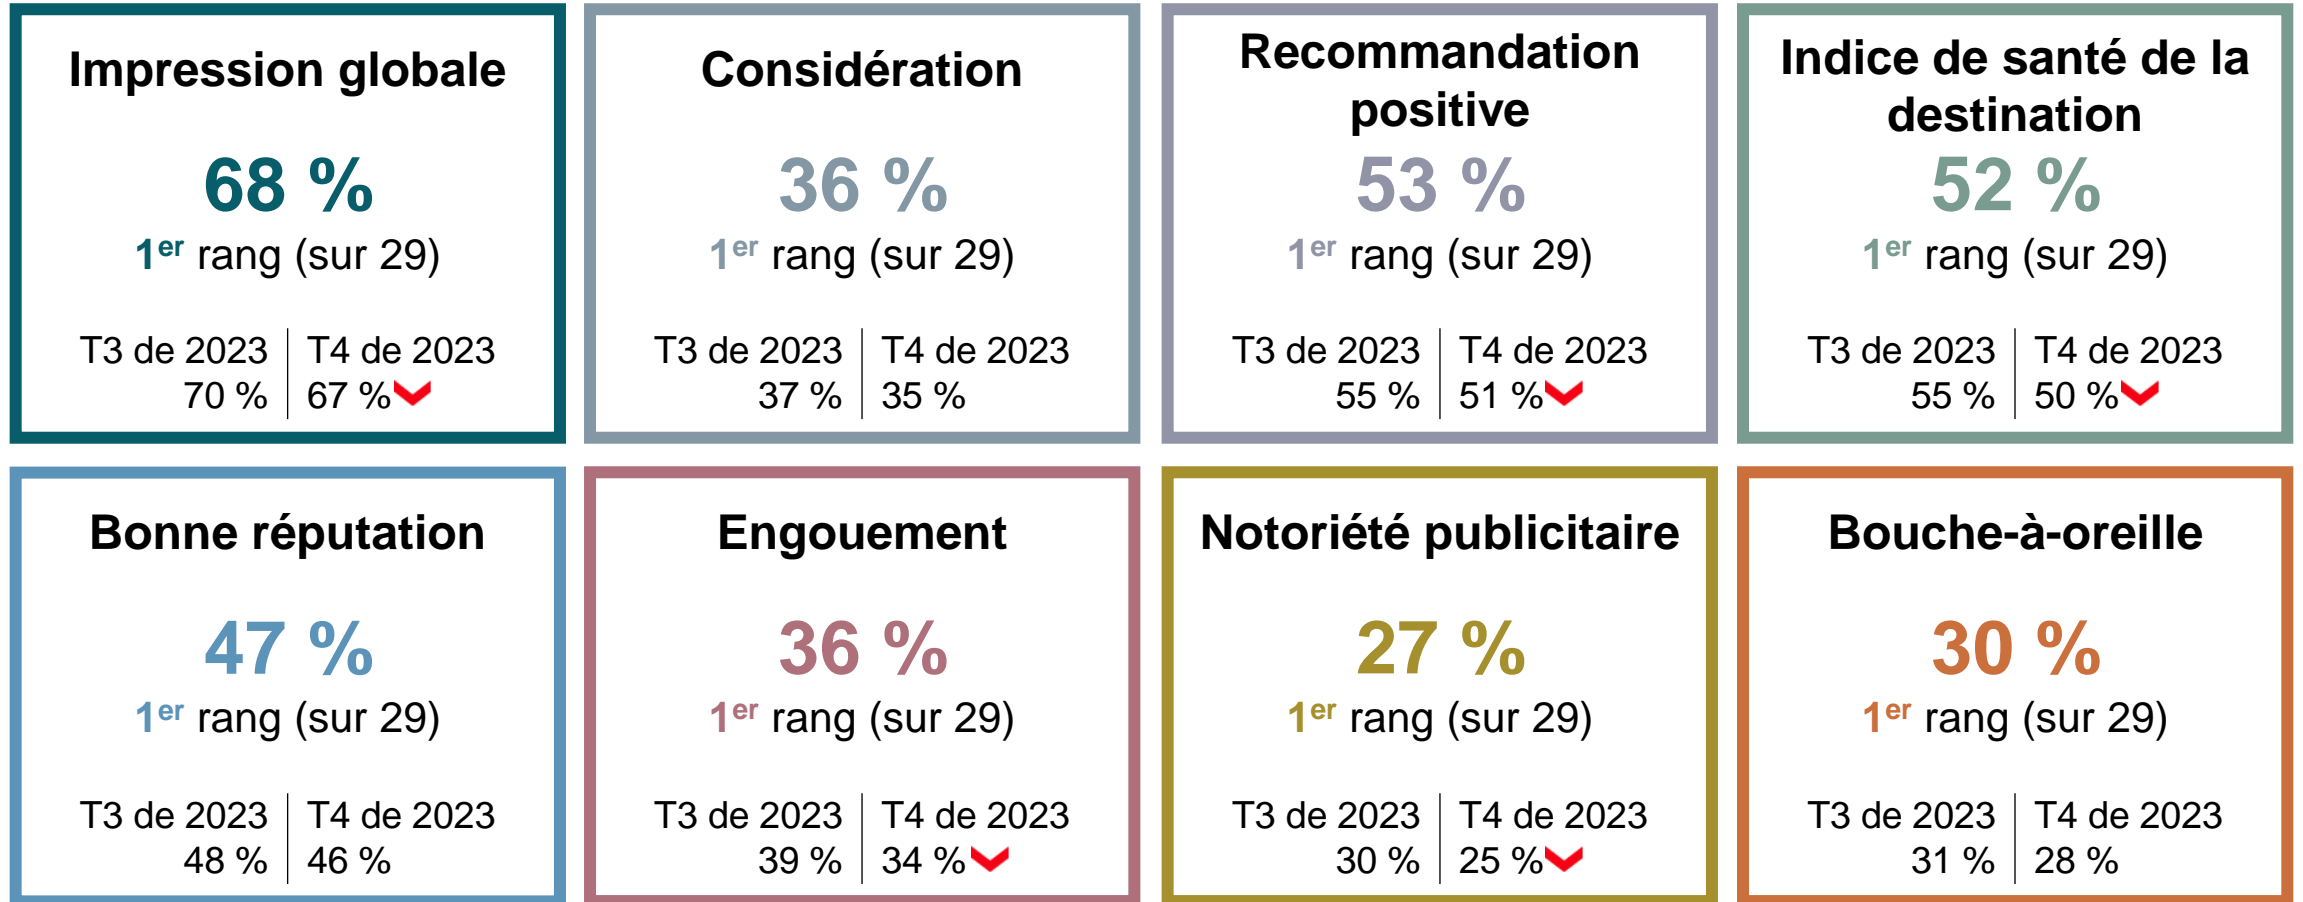 Impression globale
68 %
1er rang (sur 29)
T3 de 2023 T4 de 2023
70 % 67 %
Considération
36 %
1er rang (sur 29)
T3 de 2023 T4 de 2023
37 % 35 %
Recommandation
positive
53 %
1er rang (sur 29)
T3 de 2023 T4 de 2023
55 % 51 %
Indice de santé de la
destination
52 %
1er rang (sur 29)
T3 de 2023 T4 de 2023
55 % 50 %
Bonne réputation
47 %
1er rang (sur 29)
T3 de 2023 T4 de 2023
48 % 46 %
Engouement
36 %
1er rang (sur 29)
T3 de 2023 T4 de 2023
39 % 34 %
Notoriété publicitaire
27 %
1er rang (sur 29)
T3 de 2023 T4 de 2023
30 % 25 %
Bouche-à-oreille
30 %
1er rang (sur 29)
T3 de 2023 T4 de 2023
31 % 28 %